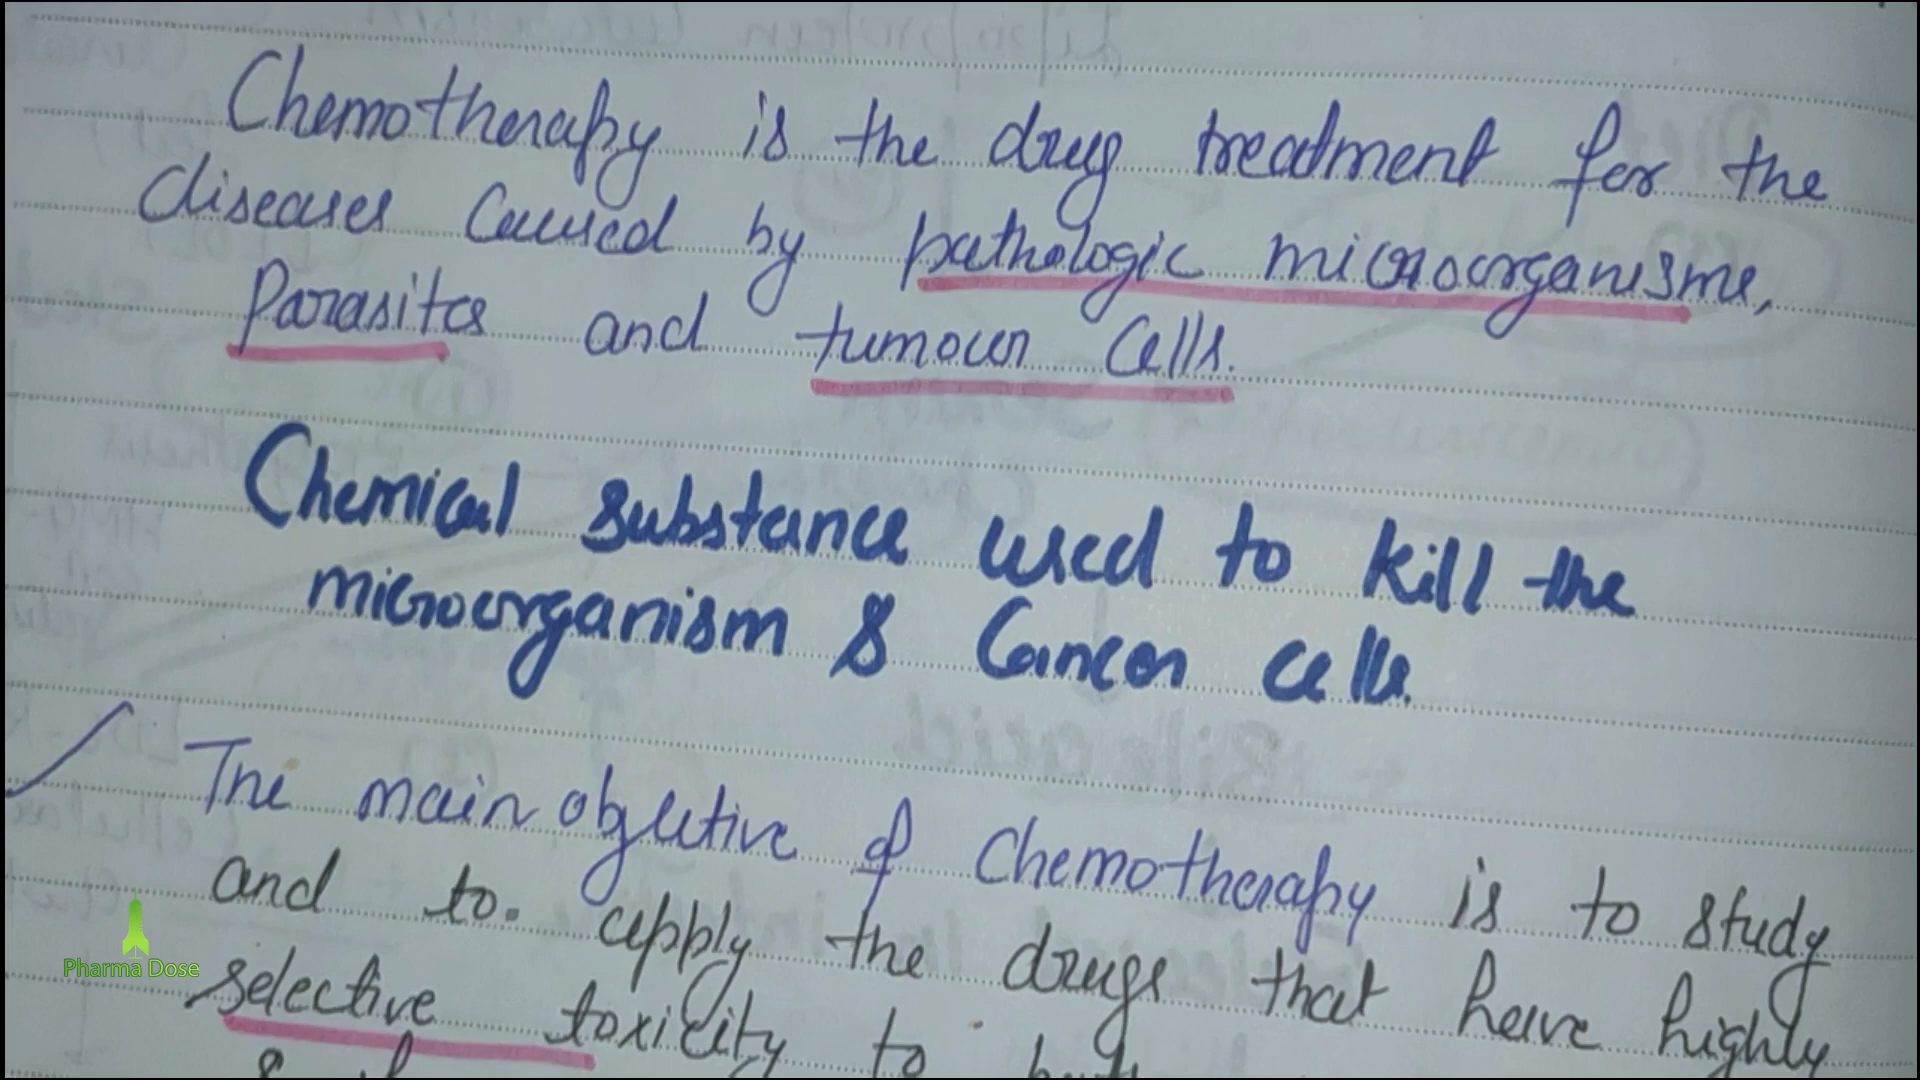 Chemotherapy is the drug treatment for the
diseases caused by pathologic microorganisms,
Parasites and tumour cells.
Chemical substance used to kill the
microorganism & Cancer cells.
The main objective of Chemotherapy is to study
and to. apply the drugs that have highly
selective toxicity to
Pharma Dose